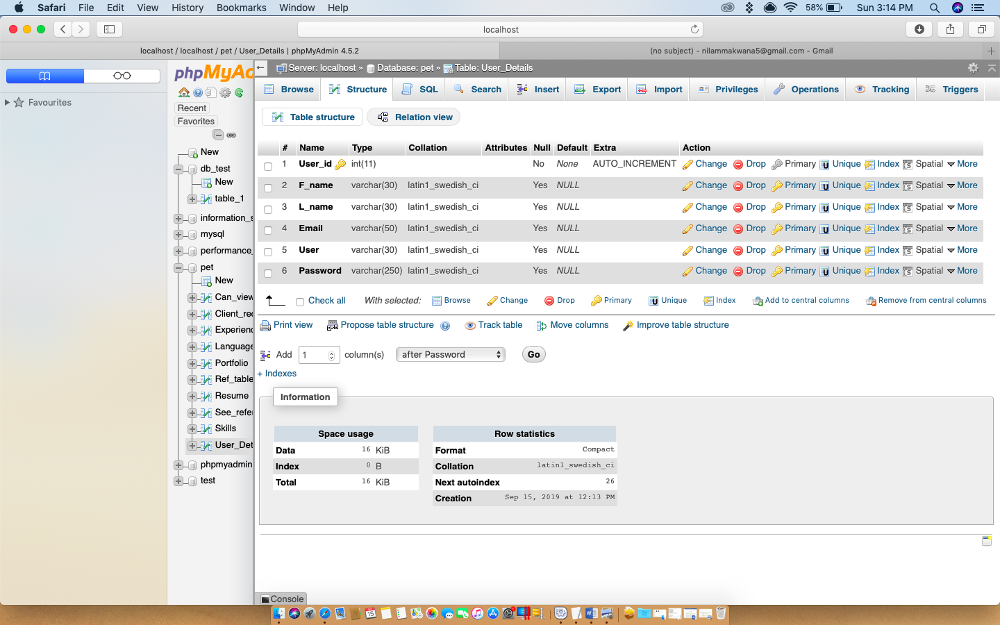 Safari File Edit View History Bookmarks Window Help 58% Sun 3:14 PM
localhost
localhost / localhost / pet / User_Details | phpMyAdmin 4.5.2
(no subject) - nilammakwana5@gmail.com - Gmail
Favourites
phpMyAd
Recent
Favorites
New
db_test
New
table_1
information_s
mysql
performance_
pet
New
Can_view
Client_rec
Experienc
Language
Portfolio
Ref_table
Resume
See_refe
Skills
User_Det
phpmyadmin
test
Server: localhost » Database: pet » Table: User_Details
Browse Structure SQL Search Insert Export Import Privileges Operations Tracking Triggers
Table structure Relation view
# Name Type Collation Attributes Null Default Extra Action
1 User_id int(11) No None AUTO_INCREMENT Change Drop Primary Unique Index Spatial More
2 F_name varchar(30) latin1_swedish_ci Yes NULL Change Drop Primary Unique Index Spatial More
3 L_name varchar(30) latin1_swedish_ci Yes NULL Change Drop Primary Unique Index Spatial More
4 Email varchar(50) latin1_swedish_ci Yes NULL Change Drop Primary Unique Index Spatial More
5 User varchar(30) latin1_swedish_ci Yes NULL Change Drop Primary Unique Index Spatial More
6 Password varchar(250) latin1_swedish_ci Yes NULL Change Drop Primary Unique Index Spatial More
Check all With selected: Browse Change Drop Primary Unique Index Add to central columns Remove from central columns
Print view Propose table structure Track table Move columns Improve table structure
Add 1 column(s) after Password Go
+ Indexes
Information
Space usage
Data 16 KiB
Index 0 B
Total 16 KiB
Row statistics
Format Compact
Collation latin1_swedish_ci
Next autoindex 26
Creation Sep 15, 2019 at 12:13 PM
Console